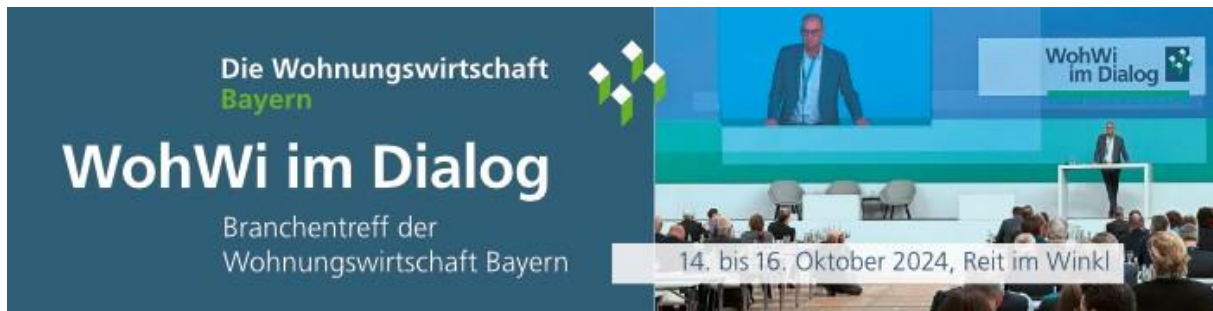 Die Wohnungswirtschaft
Bayern
WohWi im Dialog
Branchentreff der
Wohnungswirtschaft Bayern
WohWi
im Dialog
14. bis 16. Oktober 2024, Reit im Winkl